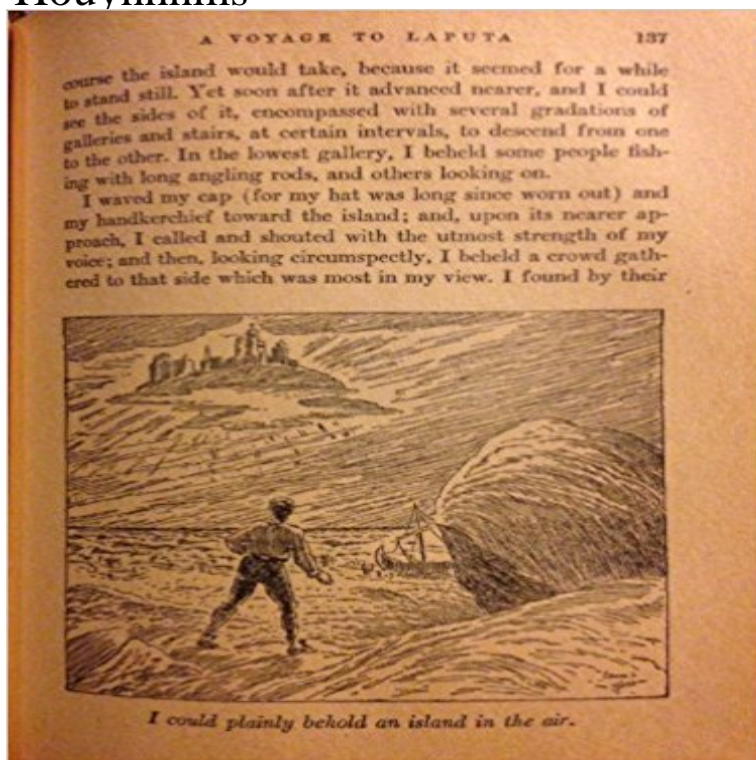 A VOYAGE TO LAPUTA 137
course the island would take, because it seemed for a while
to stand still. Yet soon after it advanced nearer, and I could
see the sides of it, encompassed with several gradations of
galleries and stairs, at certain intervals, to descend from one
to the other. In the lowest gallery, I beheld some people fish-
ing with long angling rods, and others looking on.
I waved my cap (for my hat was long since worn out) and
my handkerchief toward the island; and, upon its nearer ap-
proach, I called and shouted with the utmost strength of my
voice; and then, looking circumspectly, I beheld a crowd gath-
ered to that side which was most in my view. I found by their
I could plainly behold an island in the air.